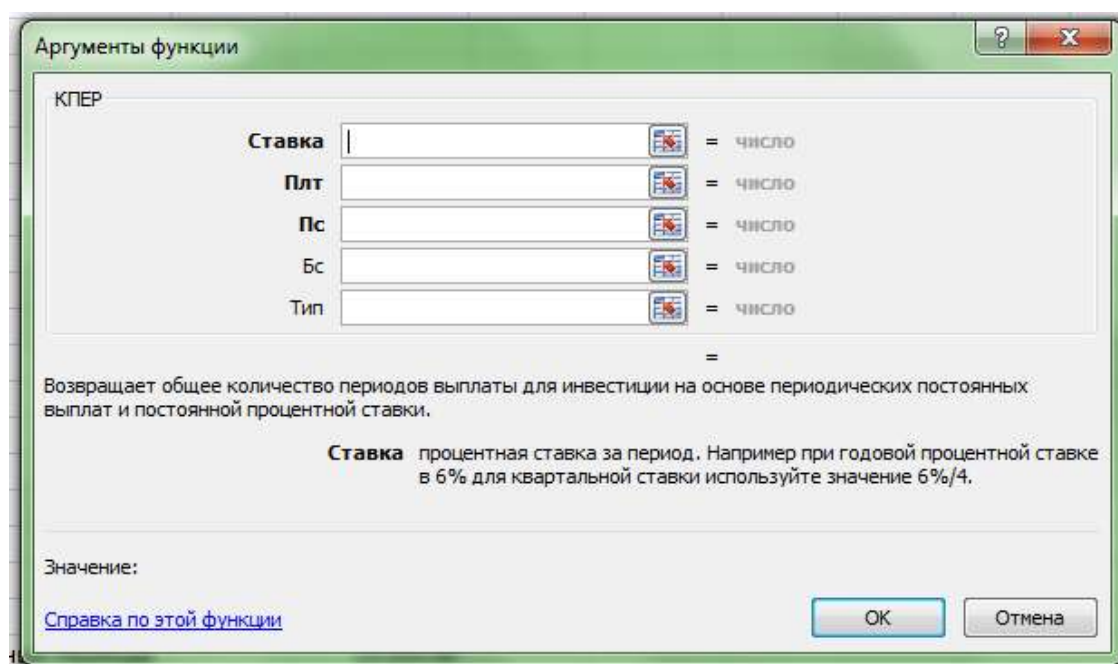 Аргументы функции
?
КПЕР
Ставка = число
Плт = число
Пс = число
Бс = число
Тип = число
=
Возвращает общее количество периодов выплаты для инвестиции на основе периодических постоянных
выплат и постоянной процентной ставки.
Ставка процентная ставка за период. Например при годовой процентной ставке
в 6% для квартальной ставки используйте значение 6%/4.
Значение:
Справка по этой функции
ОК Отмена